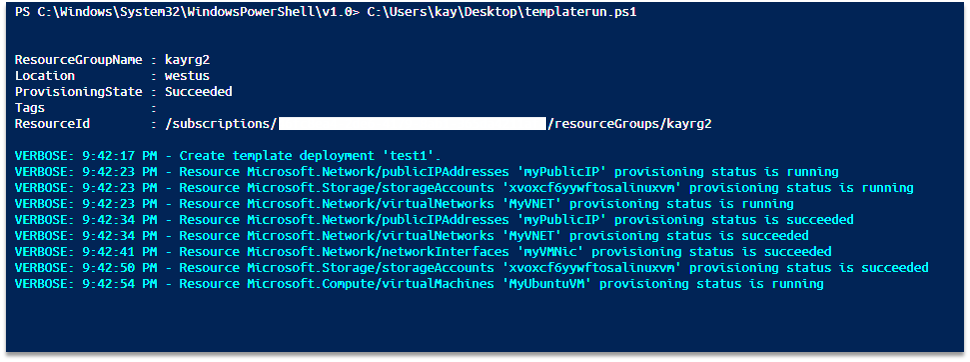 PS C:\Windows\System32\WindowsPowerShell\v1.0> C:\Users\kay\Desktop\templaterun.ps1
ResourceGroupName : kayrg2
Location          : westus
ProvisioningState : Succeeded
Tags              :
ResourceId        : /subscriptions/ /resourceGroups/kayrg2
VERBOSE: 9:42:17 PM - Create template deployment 'test1'.
VERBOSE: 9:42:23 PM - Resource Microsoft.Network/publicIPAddresses 'myPublicIP' provisioning status is running
VERBOSE: 9:42:23 PM - Resource Microsoft.Storage/storageAccounts 'xvoxcf6yywftosalinuxvm' provisioning status is running
VERBOSE: 9:42:23 PM - Resource Microsoft.Network/virtualNetworks 'MyVNET' provisioning status is running
VERBOSE: 9:42:34 PM - Resource Microsoft.Network/publicIPAddresses 'myPublicIP' provisioning status is succeeded
VERBOSE: 9:42:34 PM - Resource Microsoft.Network/virtualNetworks 'MyVNET' provisioning status is succeeded
VERBOSE: 9:42:41 PM - Resource Microsoft.Network/networkInterfaces 'myVMNic' provisioning status is succeeded
VERBOSE: 9:42:50 PM - Resource Microsoft.Storage/storageAccounts 'xvoxcf6yywftosalinuxvm' provisioning status is succeeded
VERBOSE: 9:42:54 PM - Resource Microsoft.Compute/virtualMachines 'MyUbuntuVM' provisioning status is running